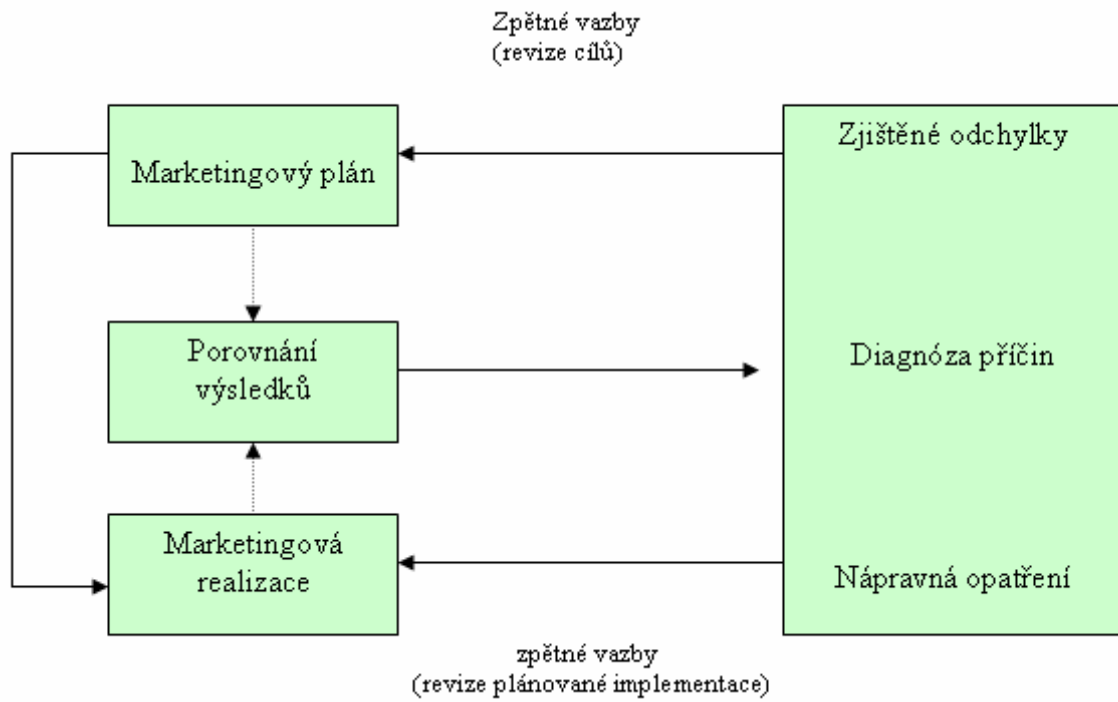 Zpětné vazby
(revize cílů)
Marketingový plán
Zjištěné odchylky
Porovnání
výsledků
Diagnóza příčin
Marketingová
realizace
Nápravná opatření
zpětné vazby
(revize plánované implementace)